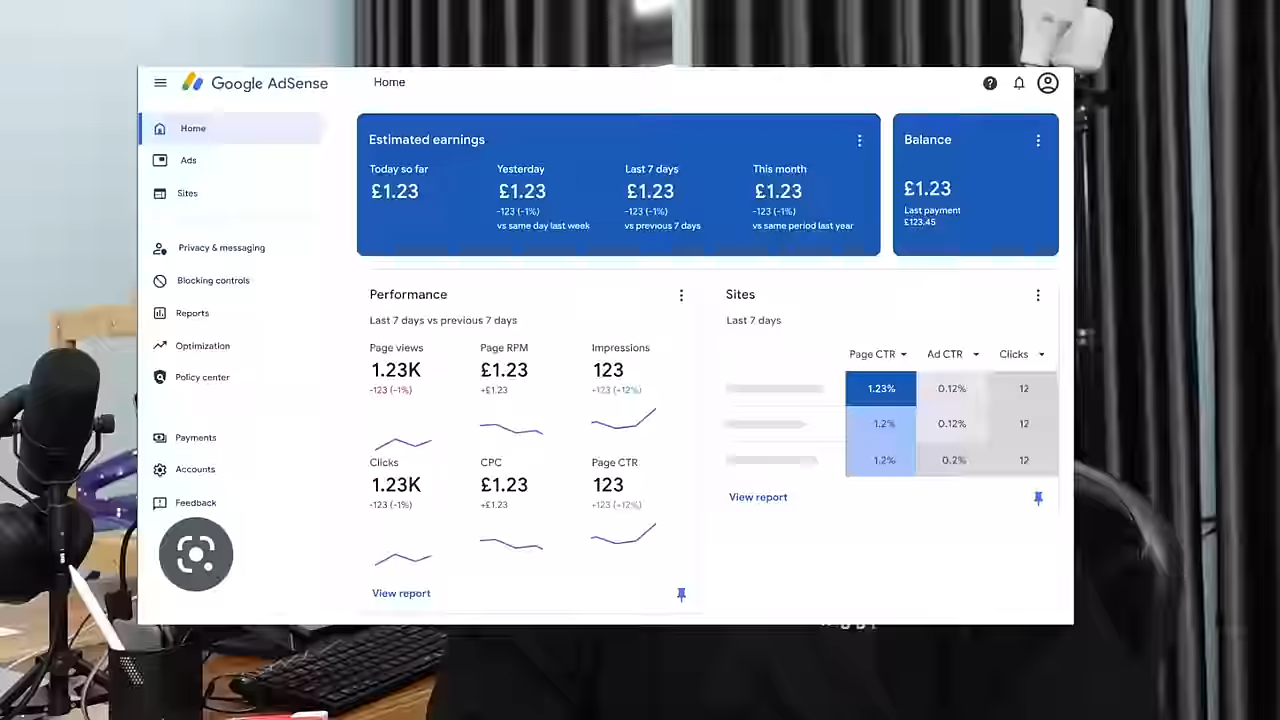 Google AdSense
Home
Home
Ads
Sites
Privacy & messaging
Blocking controls
Reports
Optimization
Policy center
Payments
Accounts
Feedback
Estimated earnings
Today so far
Yesterday
Last 7 days
This month
£1.23
£1.23
£1.23
£1.23
-123 (-1%)
-123 (-1%)
-123 (-1%)
vs same day last week
vs previous 7 days
vs same period last year
Balance
£1.23
Last payment
£123.45
Performance
Last 7 days vs previous 7 days
Page views
Page RPM
Impressions
1.23K
£1.23
123
-123 (-1%)
+£1.23
+123 (+12%)
Clicks
CPC
Page CTR
1.23K
£1.23
123
-123 (-1%)
+£1.23
+123 (+12%)
View report
Sites
Last 7 days
Page CTR
Ad CTR
Clicks
1.23%
0.12%
12
1.2%
0.12%
12
1.2%
0.2%
12
View report